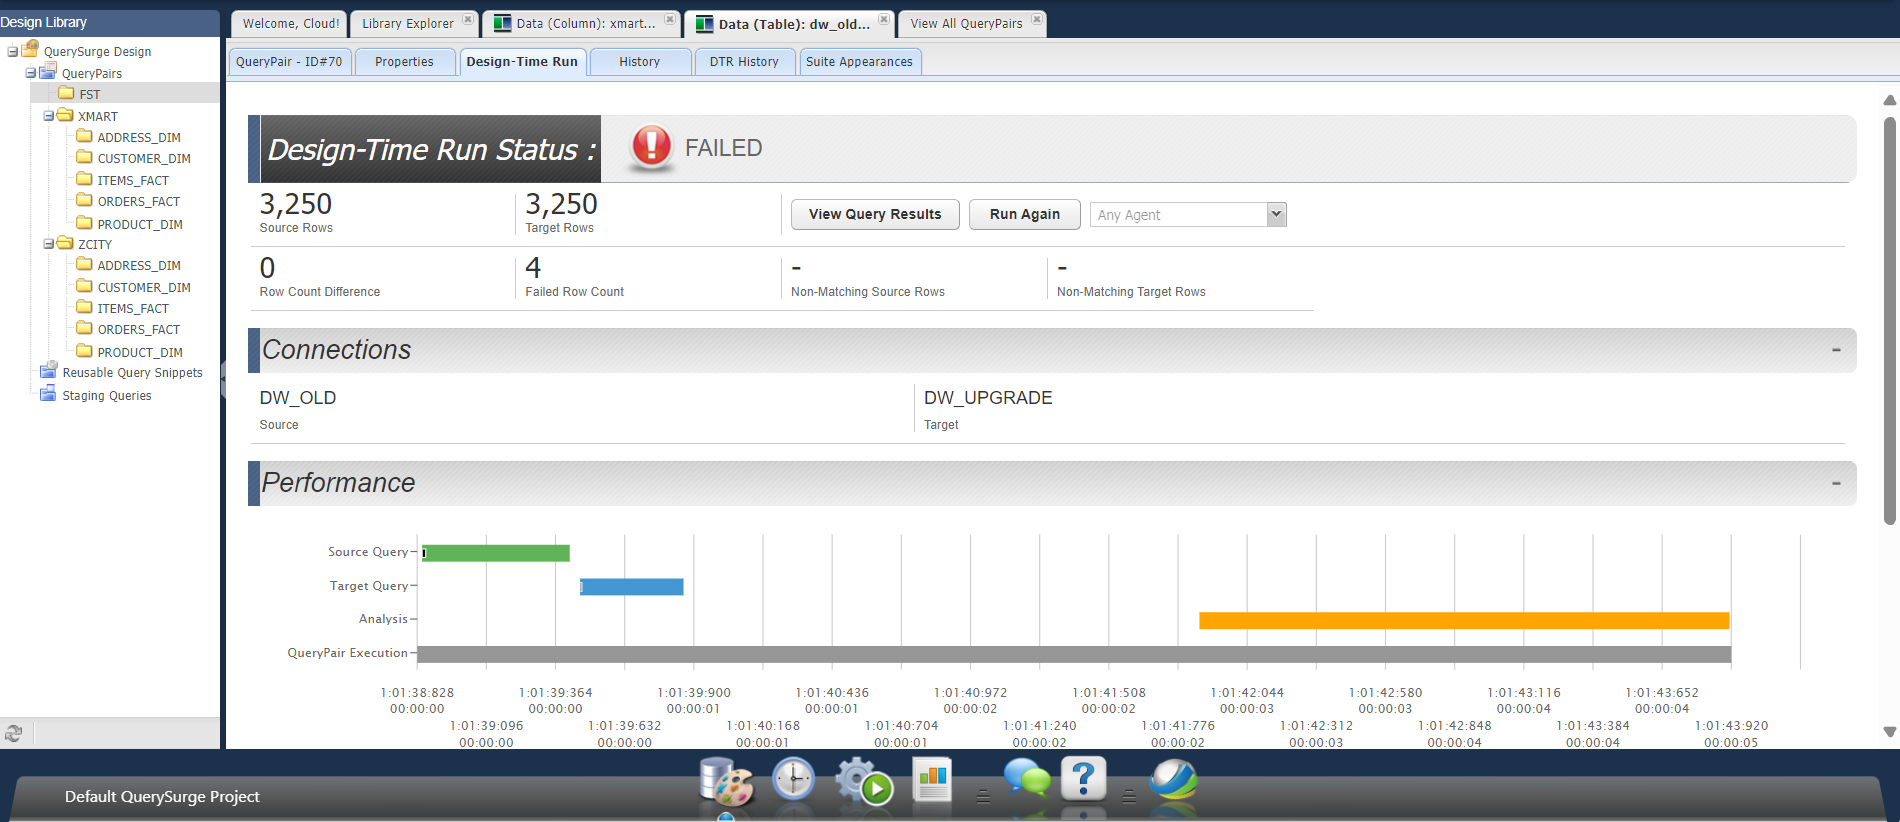 Design Library
QuerySurge Design
QueryPairs
FST
XMART
ADDRESS_DIM
CUSTOMER_DIM
ITEMS_FACT
ORDERS_FACT
PRODUCT_DIM
ZCITY
ADDRESS_DIM
CUSTOMER_DIM
ITEMS_FACT
ORDERS_FACT
PRODUCT_DIM
Reusable Query Snippets
Staging Queries
Welcome, Cloud! Library Explorer Data (Column): xmart... Data (Table): dw_old... View All QueryPairs
QueryPair - ID#70 Properties Design-Time Run History DTR History Suite Appearances
Design-Time Run Status : FAILED
3,250 3,250
Source Rows Target Rows View Query Results Run Again Any Agent
0 4 - -
Row Count Difference Failed Row Count Non-Matching Source Rows Non-Matching Target Rows
Connections -
DW_OLD DW_UPGRADE
Source Target
Performance -
Source Query
Target Query
Analysis
QueryPair Execution
1:01:38:828 1:01:39:364 1:01:39:900 1:01:40:436 1:01:40:972 1:01:41:508 1:01:42:044 1:01:42:580 1:01:43:116 1:01:43:652
00:00:00 00:00:00 00:00:01 00:00:01 00:00:02 00:00:02 00:00:03 00:00:03 00:00:04 00:00:04
1:01:39:096 1:01:39:632 1:01:40:168 1:01:40:704 1:01:41:240 1:01:41:776 1:01:42:312 1:01:42:848 1:01:43:384 1:01:43:920
00:00:00 00:00:00 00:00:01 00:00:01 00:00:02 00:00:02 00:00:03 00:00:04 00:00:04 00:00:05
Default QuerySurge Project